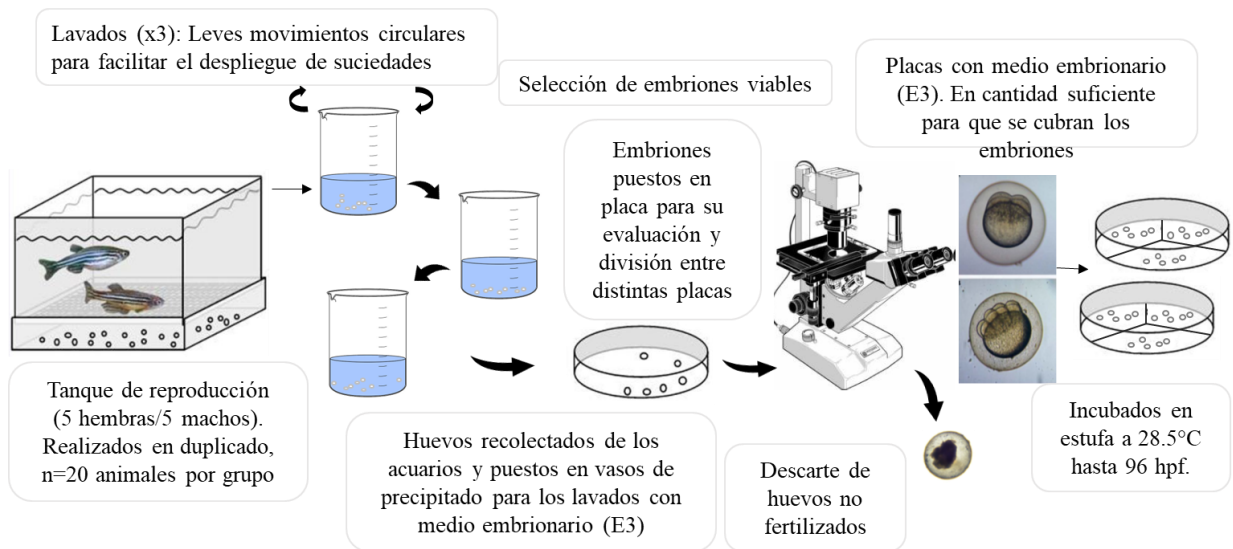 Lavados (x3): Leves movimientos circulares
para facilitar el despliegue de suciedades
Selección de embriones viables
Placas con medio embrionario
(E3). En cantidad suficiente
para que se cubran los
embriones
Embriones
puestos en
placa para su
evaluación y
división entre
distintas placas
Tanque de reproducción
(5 hembras/5 machos).
Realizados en duplicado,
n=20 animales por grupo
Huevos recolectados de los
acuarios y puestos en vasos de
precipitado para los lavados con
medio embrionario (E3)
Descarte de
huevos no
fertilizados
Incubados en
estufa a 28.5°C
hasta 96 hpf.